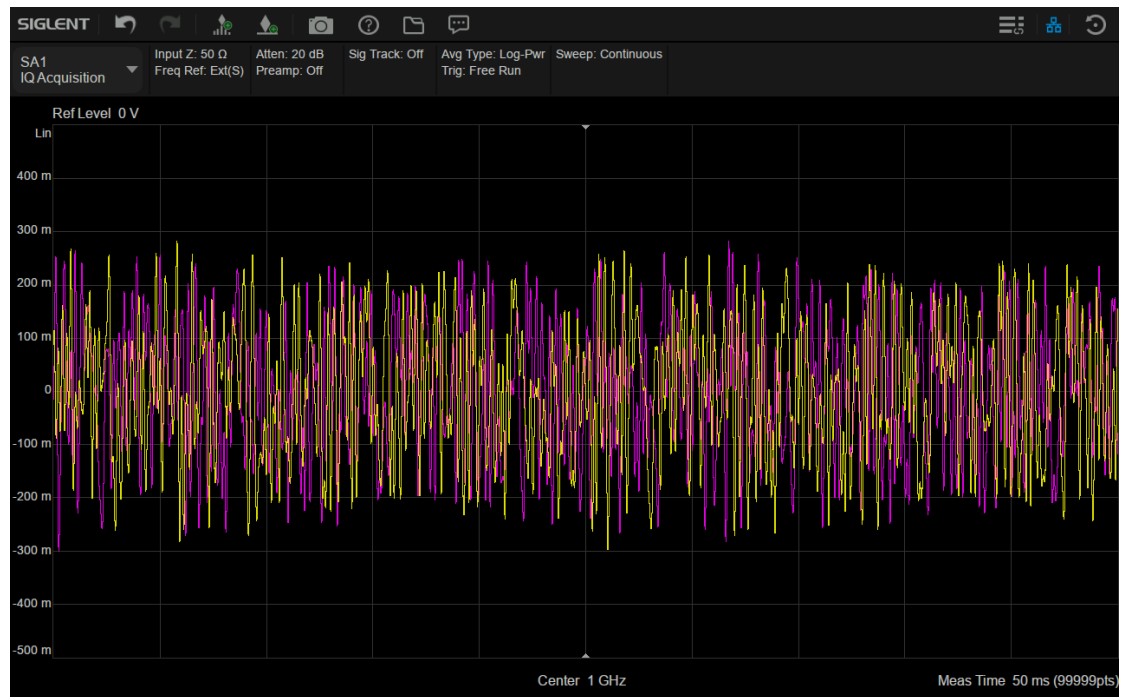 SIGLENT
SA1
IQ Acquisition
Input Z: 50 Ω
Freq Ref: Ext(S)
Atten: 20 dB
Preamp: Off
Sig Track: Off
Avg Type: Log-Pwr
Trig: Free Run
Sweep: Continuous
Ref Level 0 V
Lin
400 m
300 m
200 m
100 m
0
-100 m
-200 m
-300 m
-400 m
-500 m
Center 1 GHz
Meas Time 50 ms (99999pts)